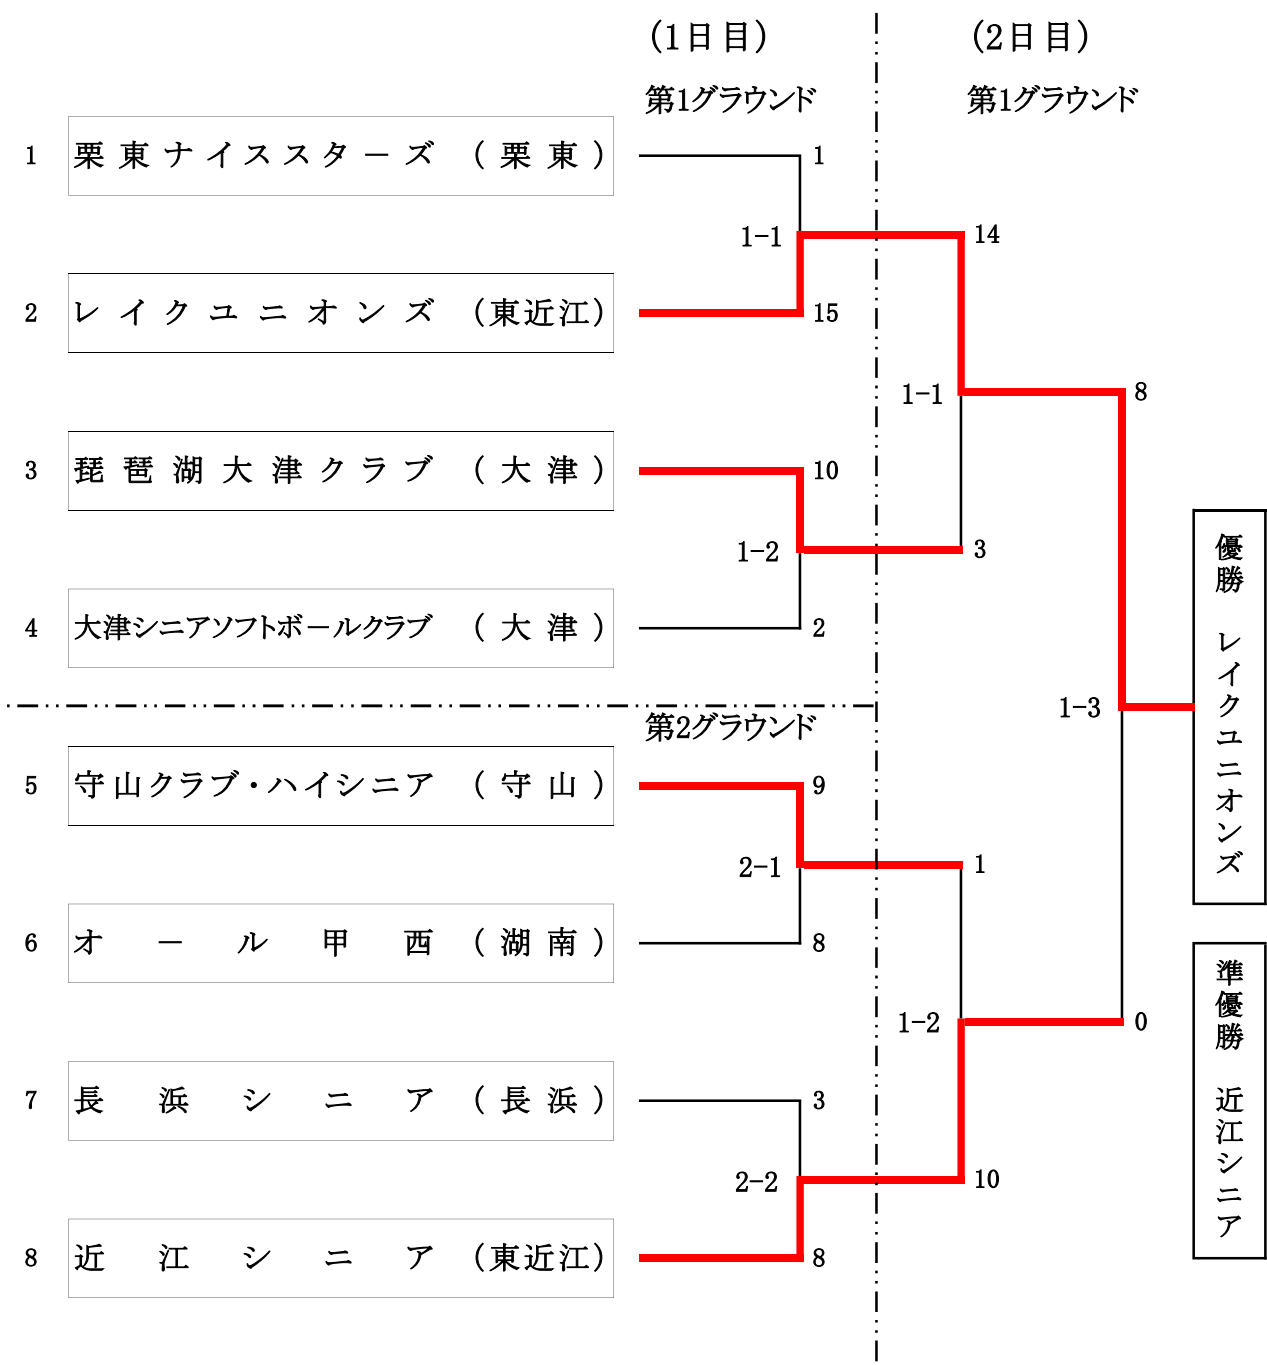 (1日目)
(2日目)
第1グラウンド
第1グラウンド
1 栗東ナイススターズ (栗東) 1
1-1
14
2 レイクユニオンズ (東近江) 15
1-1
8
3 琵琶湖大津クラブ (大津) 10
1-2
3
4 大津シニアソフトボールクラブ (大津) 2
優勝 レイクユニオンズ
1-3
第2グラウンド
5 守山クラブ・ハイシニア (守山) 9
2-1
1
6 オール甲西 (湖南) 8
1-2
0
7 長浜シニア (長浜) 3
2-2
10
8 近江シニア (東近江) 8
準優勝 近江シニア